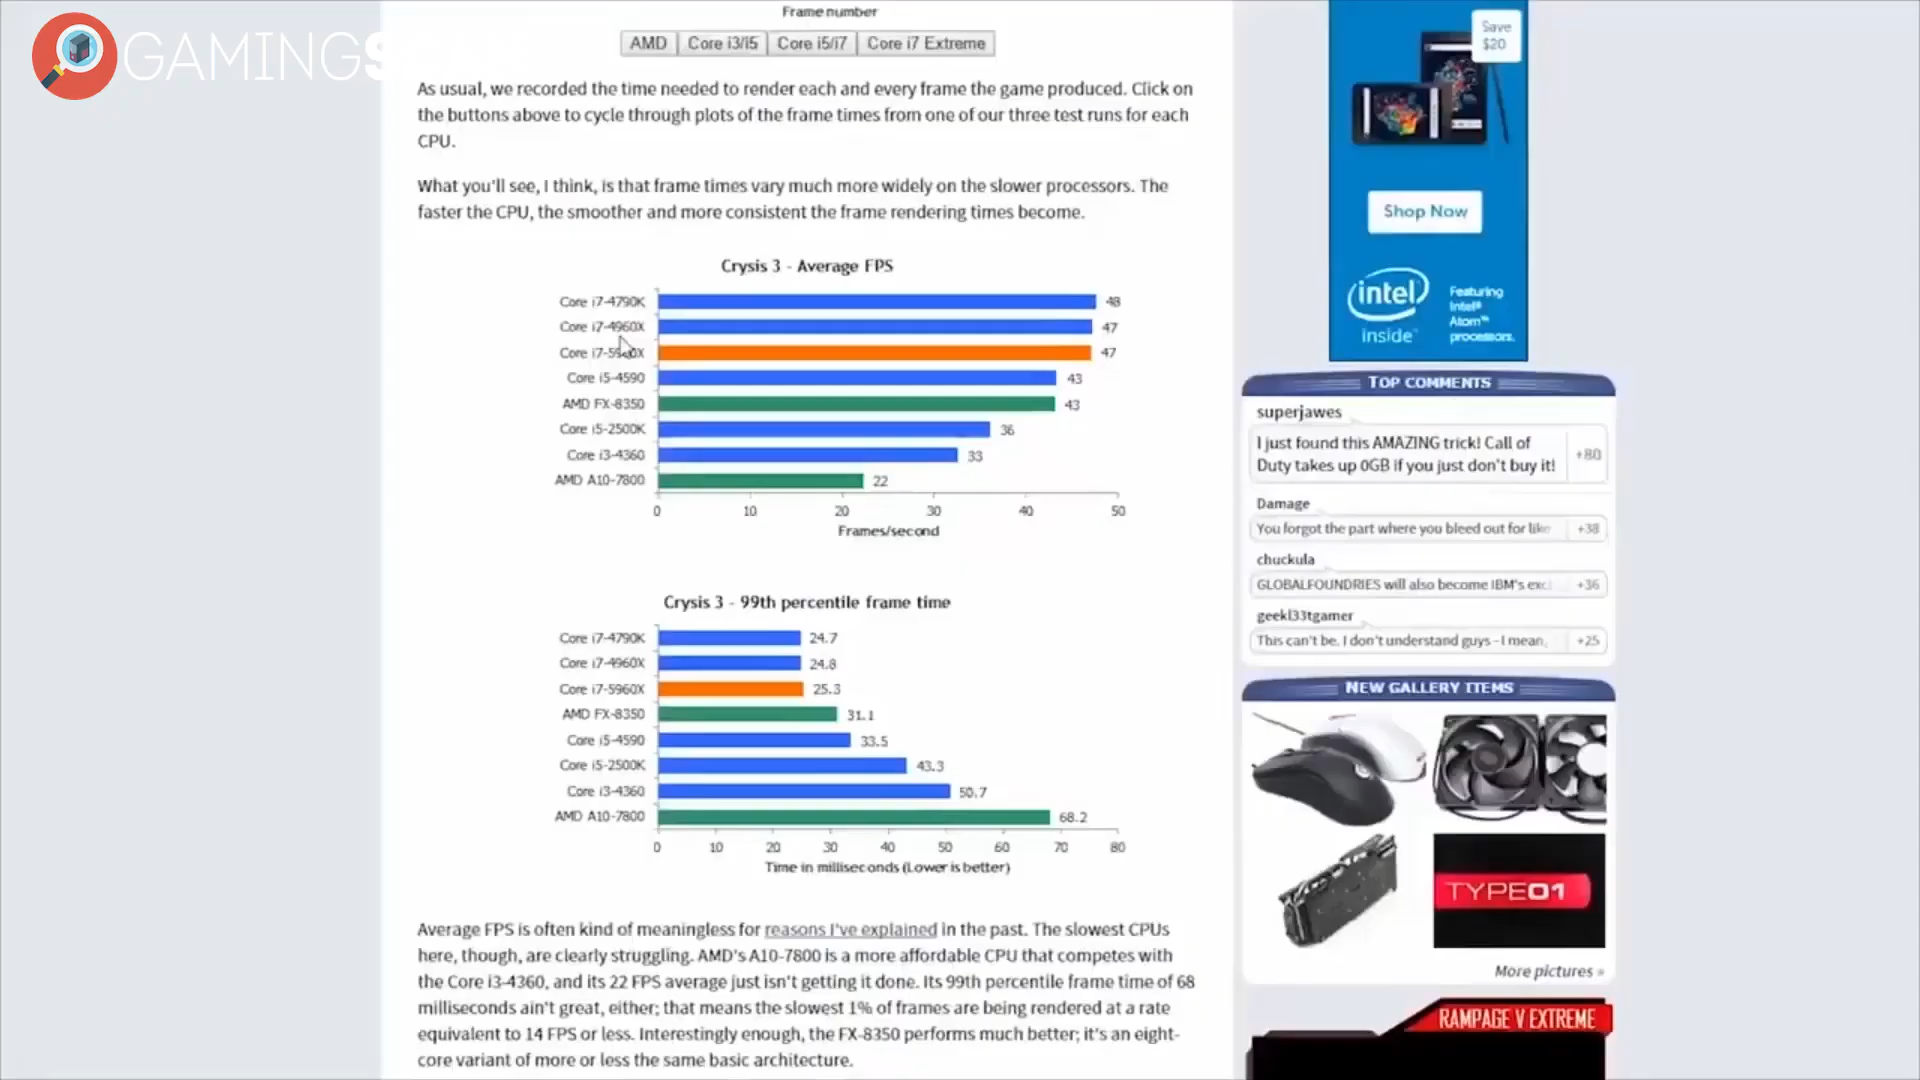 Frame number
AMD
Core i3/i5
Core i5/i7
Core i7 Extreme
GAMING
As usual, we recorded the time needed to render each and every frame the game produced. Click on
the buttons above to cycle through plots of the frame times from one of our three test runs for each
CPU.
What you'll see, I think, is that frame times vary much more widely on the slower processors. The
faster the CPU, the smoother and more consistent the frame rendering times become.
Crysis 3 - Average FPS
Core i7-4790K 48
Core i7-4960X 47
Core 47
Core i5-4590 43
AMD FX-8350 43
Core i5-2500K 36
Core i3-4360 33
AMD A10-7800 22
0 10 20 30 40 50
Frames/second
Crysis 3 - 99th percentile frame time
Core i7-4790K 24.7
Core i7-4960X 24.8
Core i7-5960X 25.3
AMD FX-8350 31.1
Core i5-4590 33.5
Core i5-2500K 43.3
Core i3-4360 50.7
AMD A10-7800 68.2
0 10 20 30 40 50 60 70 80
Time in milliseconds (Lower is better)
Average FPS is often kind of meaningless for reasons I've explained in the past. The slowest CPUs
here, though, are clearly struggling. AMD's A10-7800 is a more affordable CPU that competes with
the Core i3-4360, and its 22 FPS average just isn't getting it done. Its 99th percentile frame time of 68
milliseconds ain't great, either; that means the slowest 1% of frames are being rendered at a rate
equivalent to 14 FPS or less. Interestingly enough, the FX-8350 performs much better; it's an eight-
core variant of more or less the same basic architecture.
Save
$20
Shop Now
intel
inside
Featuring
Intel®
Atom™
processors.
TOP COMMENTS
superjawes
I just found this AMAZING trick! Call of
Duty takes up 0GB if you just don't buy it!
+80
Damage
You forgot the part where you bleed out for like
+38
chuckula
GLOBALFOUNDRIES will also become IBM's exc
+36
geekl33tgamer
This can't be. I don't understand guys - I mean,
+25
NEW GALLERY ITEMS
TYPE01
More pictures »
RAMPAGE V EXTREME